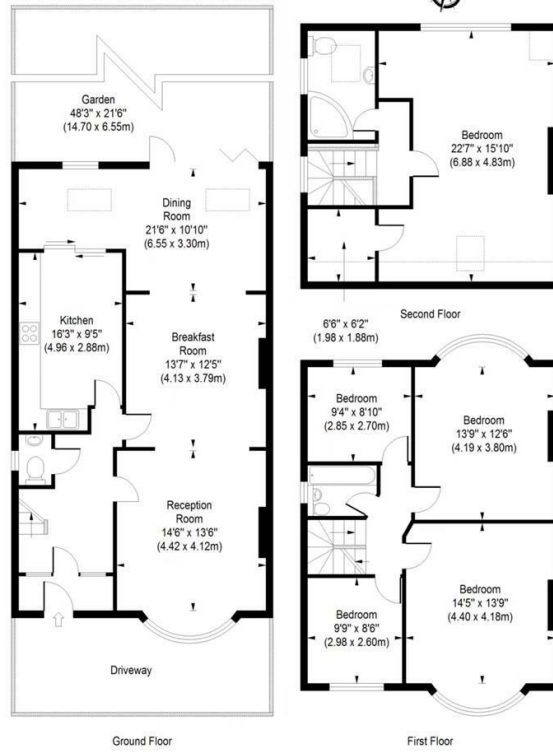 Garden
48'3" x 21'6"
(14.70 x 6.55m)
Dining
Room
21'6" x 10'10"
(6.55 x 3.30m)
Kitchen
16'3" x 9'5"
(4.96 x 2.88m)
Breakfast
Room
13'7" x 12'5"
(4.13 x 3.79m)
Reception
Room
14'6" x 13'6"
(4.42 x 4.12m)
Driveway
Ground Floor
Bedroom
22'7" x 15'10"
(6.88 x 4.83m)
6'6" x 6'2"
(1.98 x 1.88m)
Second Floor
Bedroom
9'4" x 8'10"
(2.85 x 2.70m)
Bedroom
13'9" x 12'6"
(4.19 x 3.80m)
Bedroom
14'5" x 13'9"
(4.40 x 4.18m)
Bedroom
9'9" x 8'6"
(2.98 x 2.60m)
First Floor